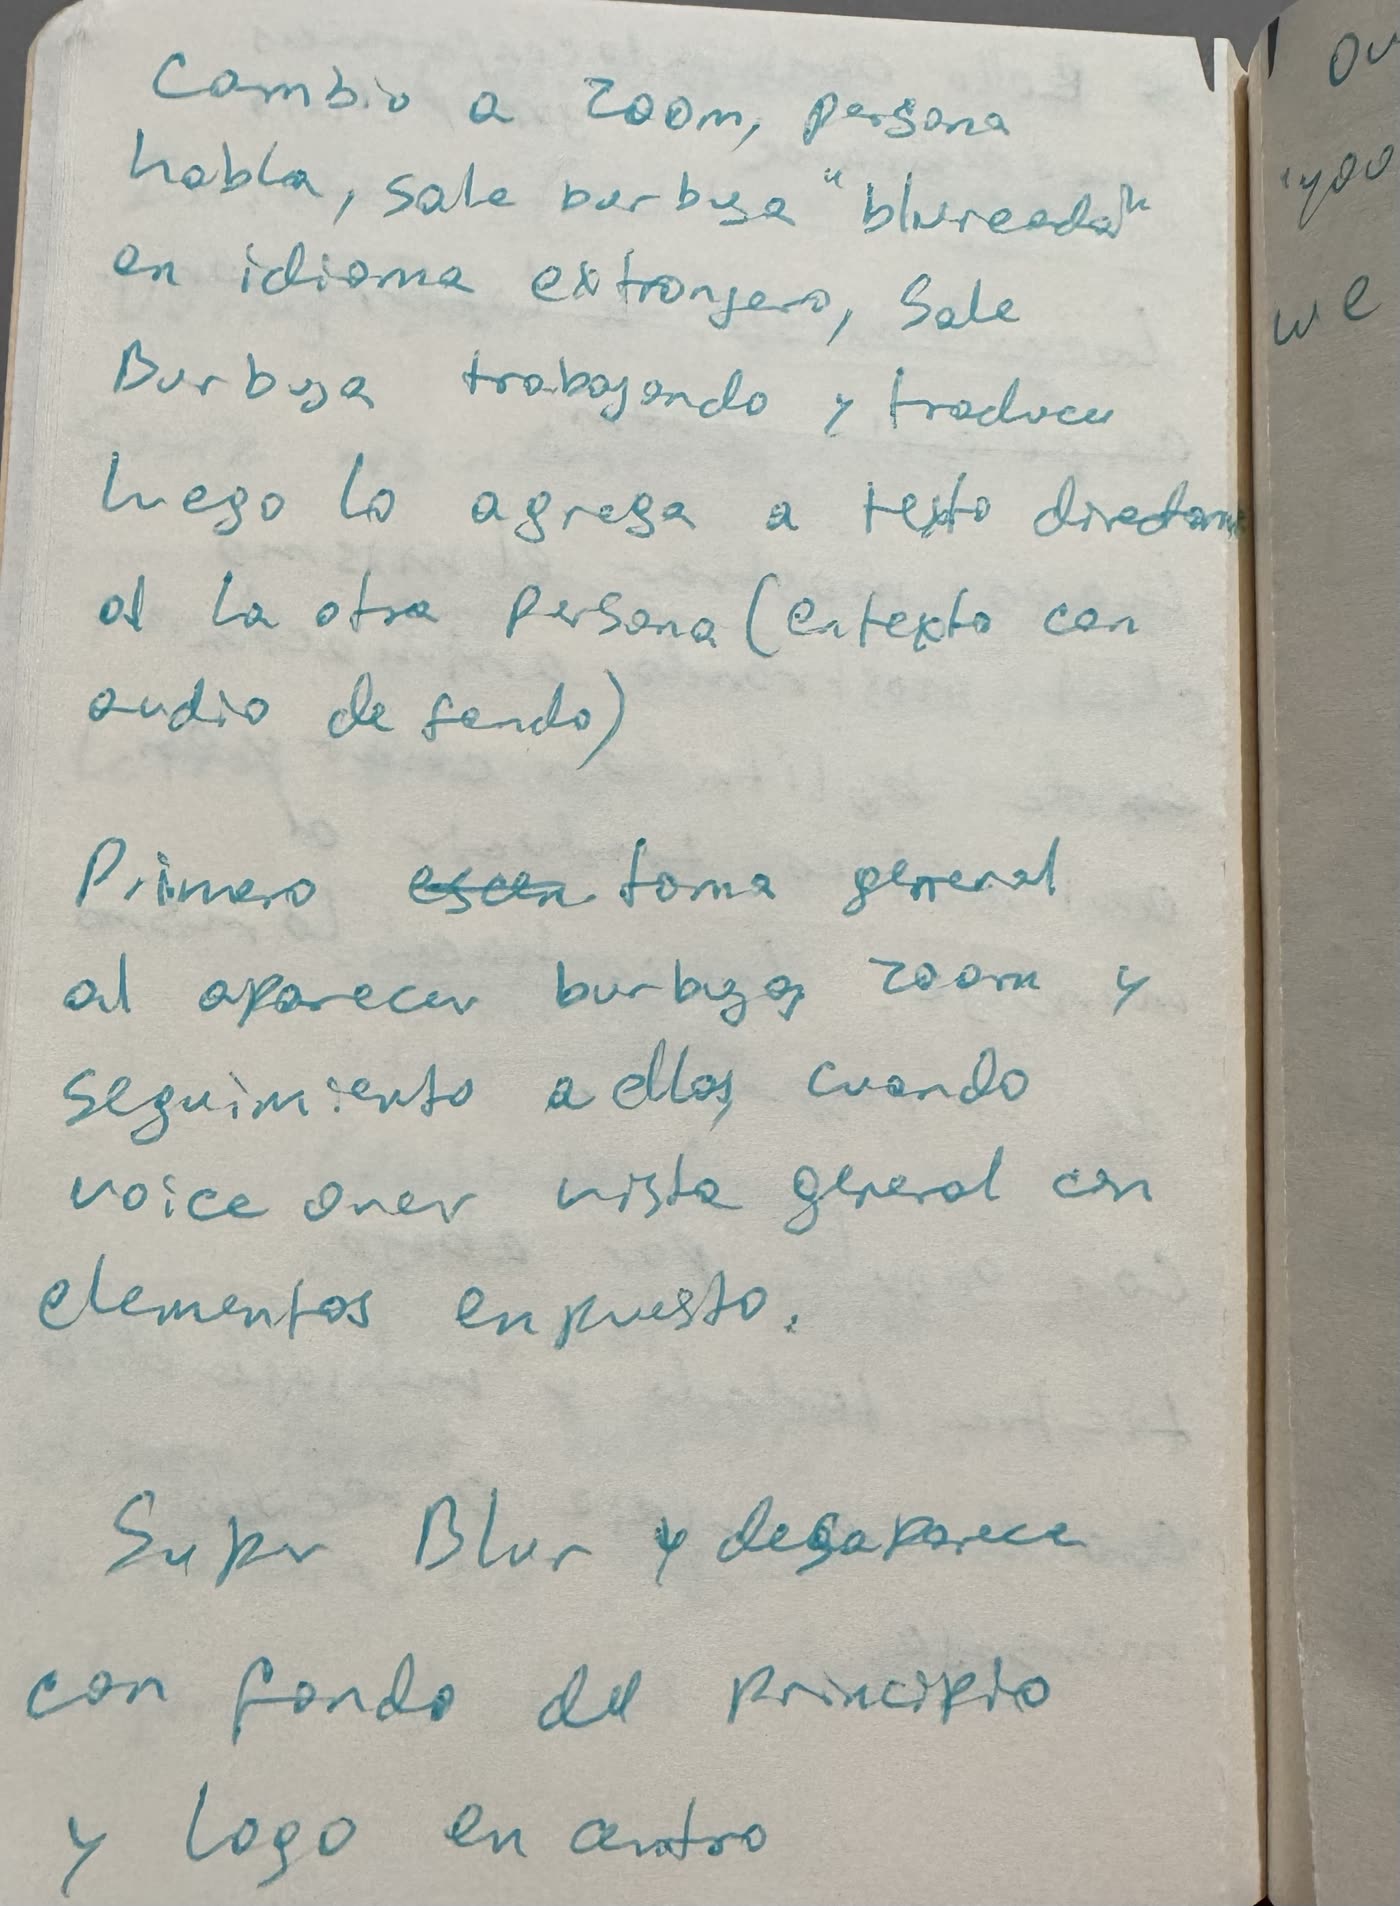 Cambio a zoom, persona
habla, sale burbuja "blureada"
en idioma extranjero, sale
Burbuja trabajando y traduce
luego lo agrega a texto directam
al la otra persona (en texto con
audio de fondo)
Primero escen toma general
al aparecer burbujas zoom y
seguimiento a ellas, cuando
voice over vista general con
elementos en puesto.
Super Blur y desaparece
con fondo del principio
y logo en centro
ou
"you
we